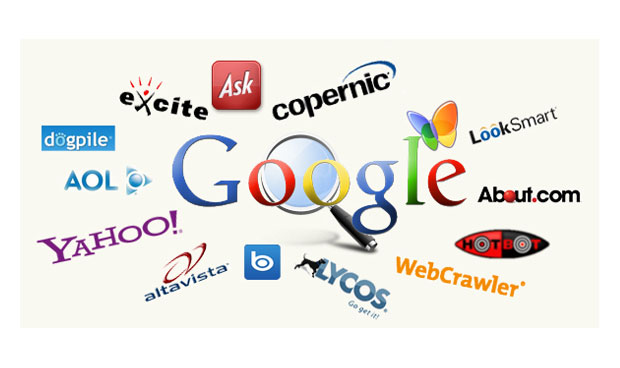 excite
Ask
copernic
dogpile
Google
LookSmart
AOL
About.com
YAHOO!
HOTBOT
altavista
b
LYCOS
Go get it!
WebCrawler